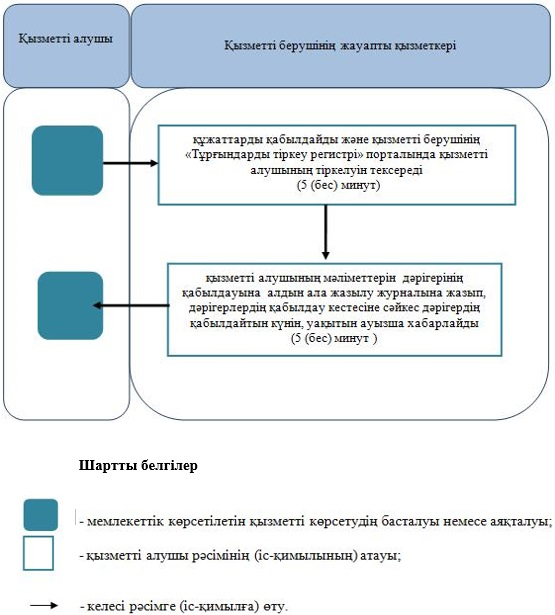 Қызметті алушы
Қызметті берушінің жауапты қызметкері
құжаттарды қабылдайды және қызметті берушінің
«Тұрғындарды тіркеу регистрі» порталында қызметті
алушының тіркелуін тексереді
(5 (бес) минут)
қызметті алушының мәліметтерін дәрігерінің
қабылдауына алдын ала жазылу журналына жазып,
дәрігерлердің қабылдау кестесіне сәйкес дәрігердің
қабылдайтын күнін, уақытын ауызша хабарлайды
(5 (бес) минут )
Шартты белгілер
- мемлекеттік көрсетілетін қызметті көрсетудің басталуы немесе аяқталуы;
- қызметті алушы рәсімінің (іс-қимылының) атауы;
- келесі рәсімге (іс-қимылға) өту.